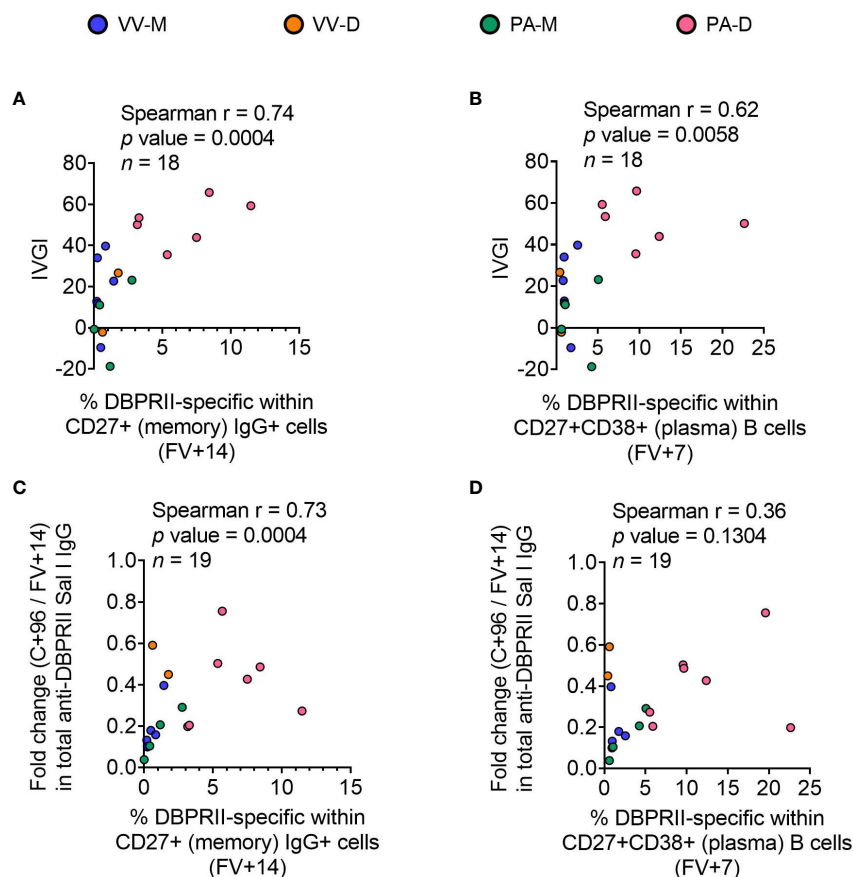 VV-M VV-D PA-M PA-D
A
Spearman r = 0.74
p value = 0.0004
n = 18
80
60
40
20
0
-20
IVGI
5 10 15
% DBPRII-specific within
CD27+ (memory) IgG+ cells
(FV+14)
B
Spearman r = 0.62
p value = 0.0058
n = 18
80
60
40
20
0
-20
IVGI
5 10 15 20 25
% DBPRII-specific within
CD27+CD38+ (plasma) B cells
(FV+7)
C
Spearman r = 0.73
p value = 0.0004
n = 19
1.0
0.8
0.6
0.4
0.2
0.0
Fold change (C+96 / FV+14)
in total anti-DBPRII Sal I IgG
0 5 10 15
% DBPRII-specific within
CD27+ (memory) IgG+ cells
(FV+14)
D
Spearman r = 0.36
p value = 0.1304
n = 19
1.0
0.8
0.6
0.4
0.2
0.0
Fold change (C+96 / FV+14)
in total anti-DBPRII Sal I IgG
0 5 10 15 20 25
% DBPRII-specific within
CD27+CD38+ (plasma) B cells
(FV+7)